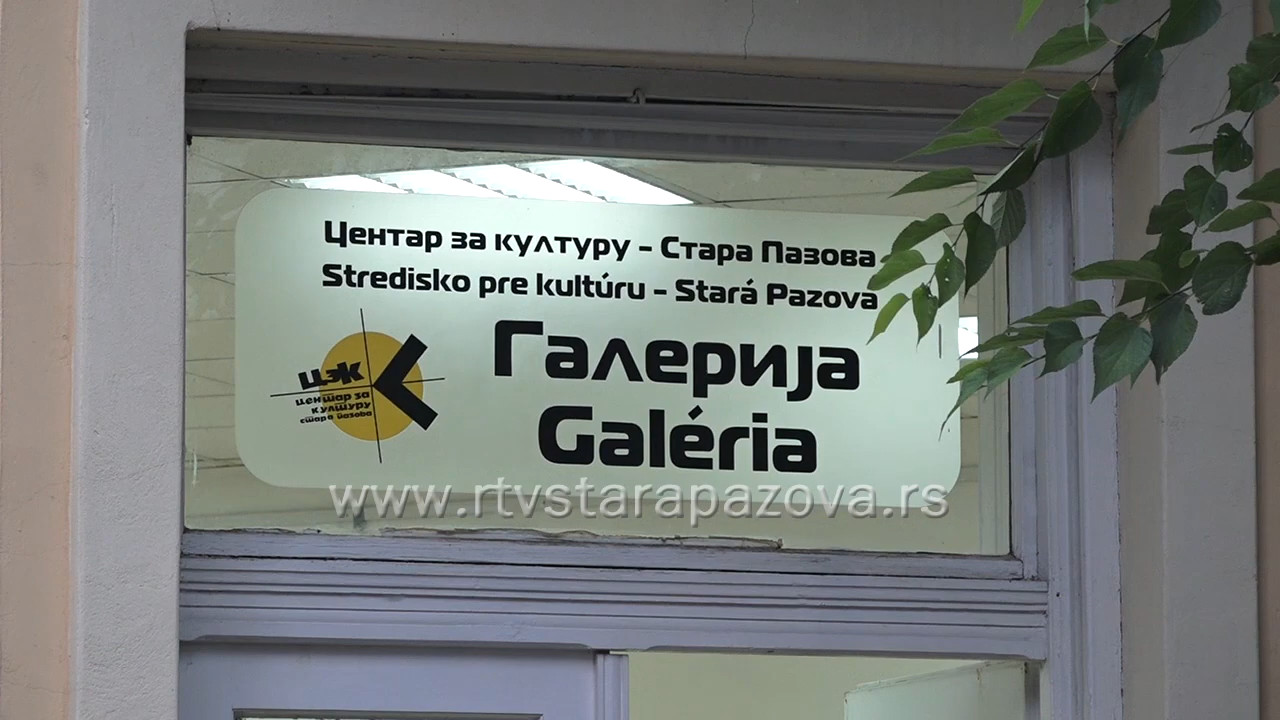 Центар за културу - Стара Пазова
Stredisko pre kultúru - Stará Pazova
Галерија
Galéria
ЦЗК
центар за
културу
стара пазова
www.rtvstarapazova.rs